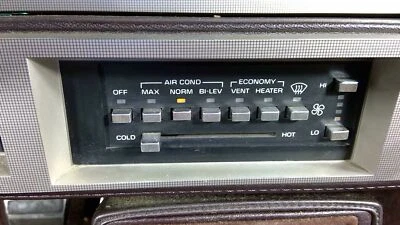 AIR COND ECONOMY HI
OFF MAX NORM BI-LEV VENT HEATER
COLD HOT LO